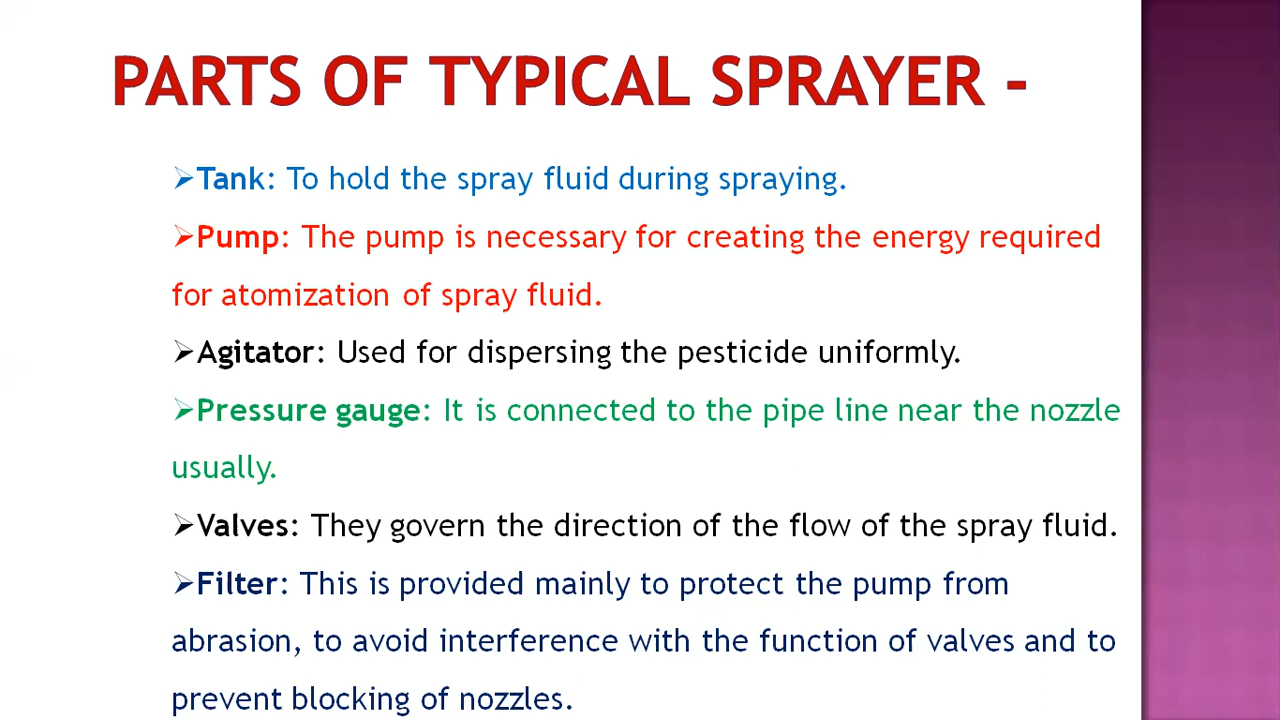 PARTS OF TYPICAL SPRAYER -
➢Tank: To hold the spray fluid during spraying.
➢Pump: The pump is necessary for creating the energy required
for atomization of spray fluid.
➢Agitator: Used for dispersing the pesticide uniformly.
➢Pressure gauge: It is connected to the pipe line near the nozzle
usually.
➢Valves: They govern the direction of the flow of the spray fluid.
➢Filter: This is provided mainly to protect the pump from
abrasion, to avoid interference with the function of valves and to
prevent blocking of nozzles.